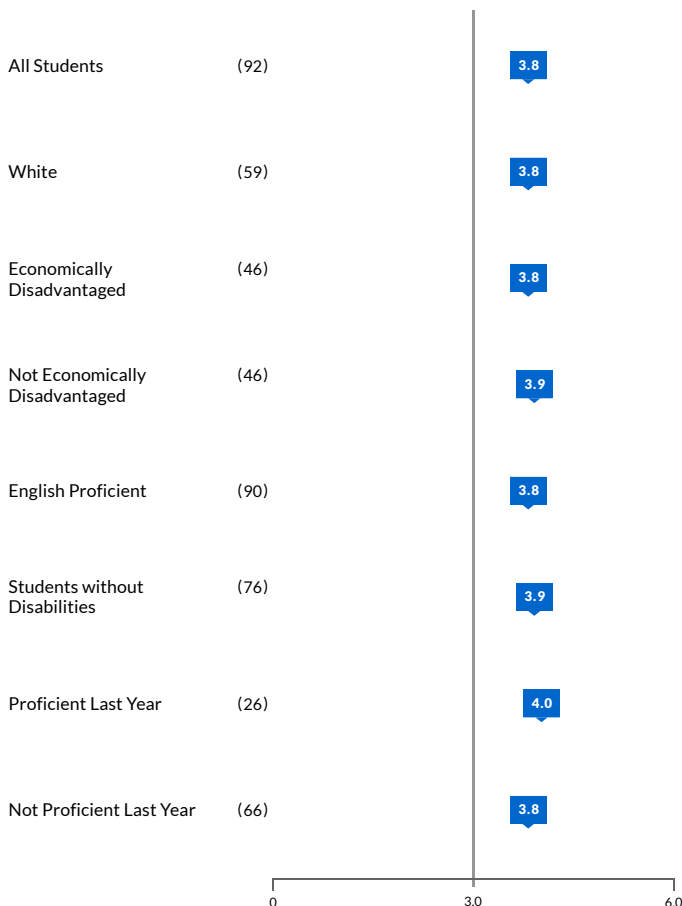 All Students (92) 3.8
White (59) 3.8
Economically (46) 3.8
Disadvantaged
Not Economically (46) 3.9
Disadvantaged
English Proficient (90) 3.8
Students without (76) 3.9
Disabilities
Proficient Last Year (26) 4.0
Not Proficient Last Year (66) 3.8
0 3.0 6.0